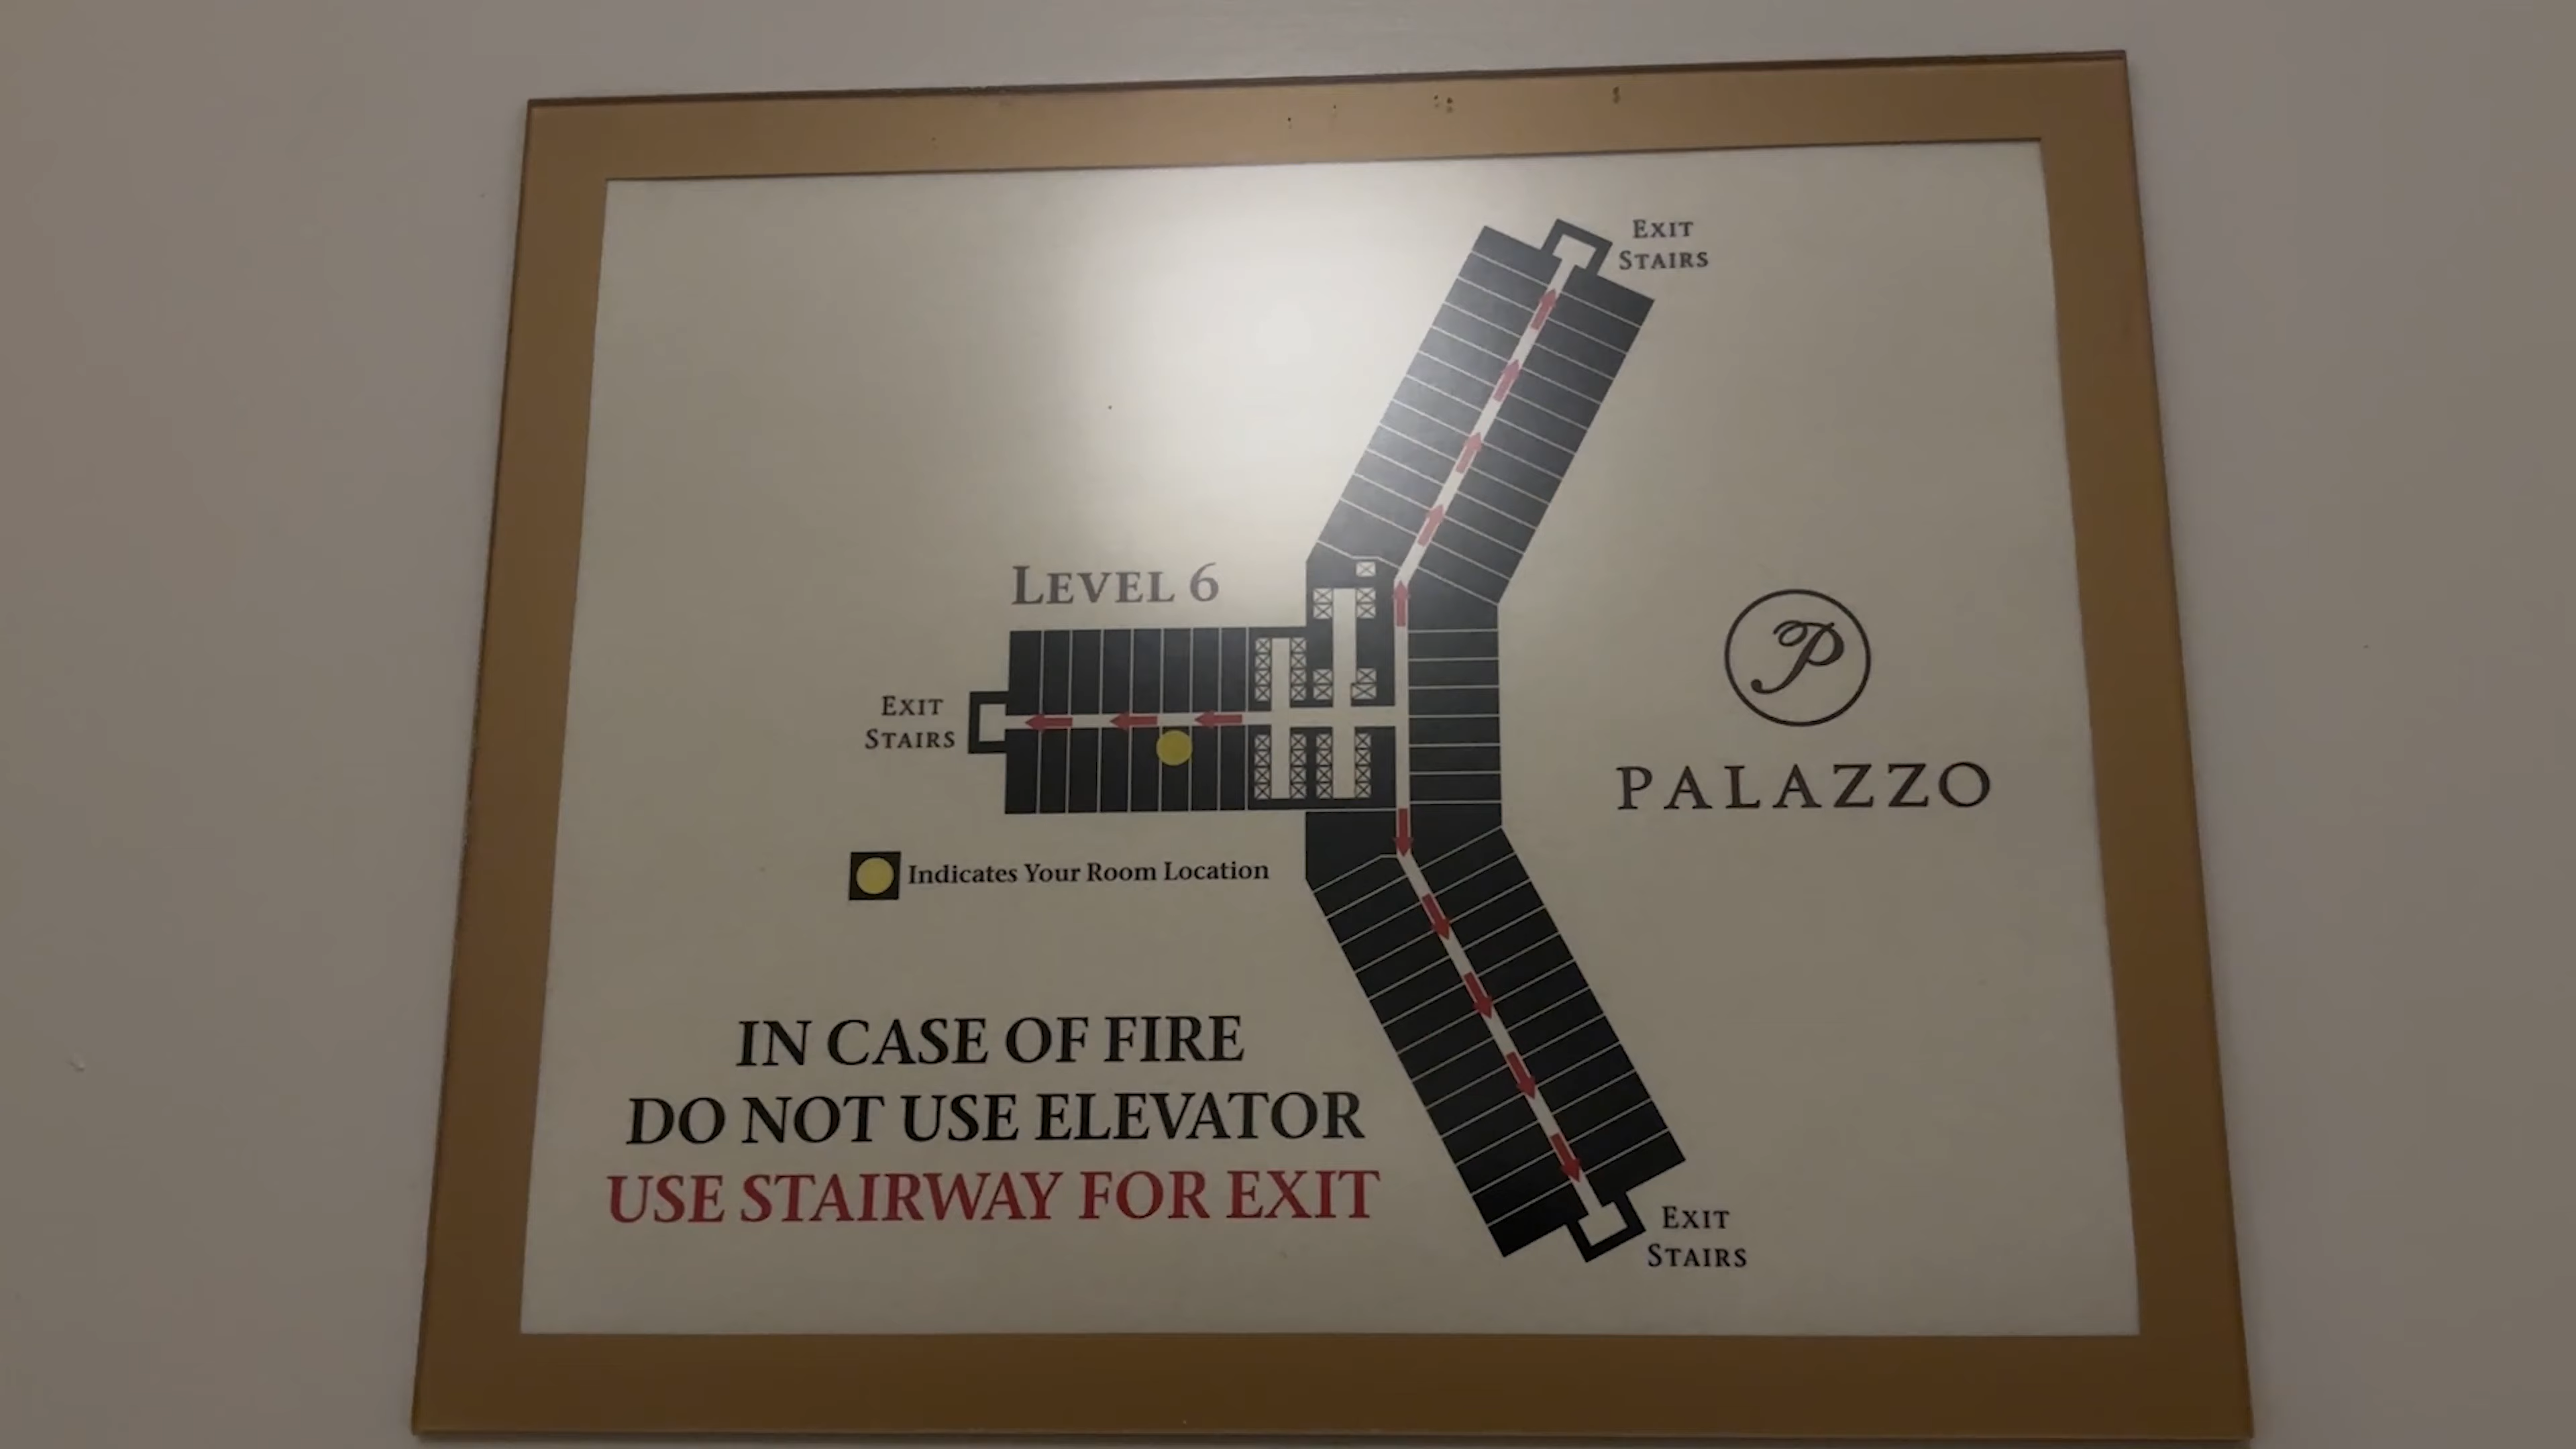 EXIT
STAIRS
LEVEL 6
EXIT
STAIRS
P
PALAZZO
Indicates Your Room Location
IN CASE OF FIRE
DO NOT USE ELEVATOR
USE STAIRWAY FOR EXIT
EXIT
STAIRS